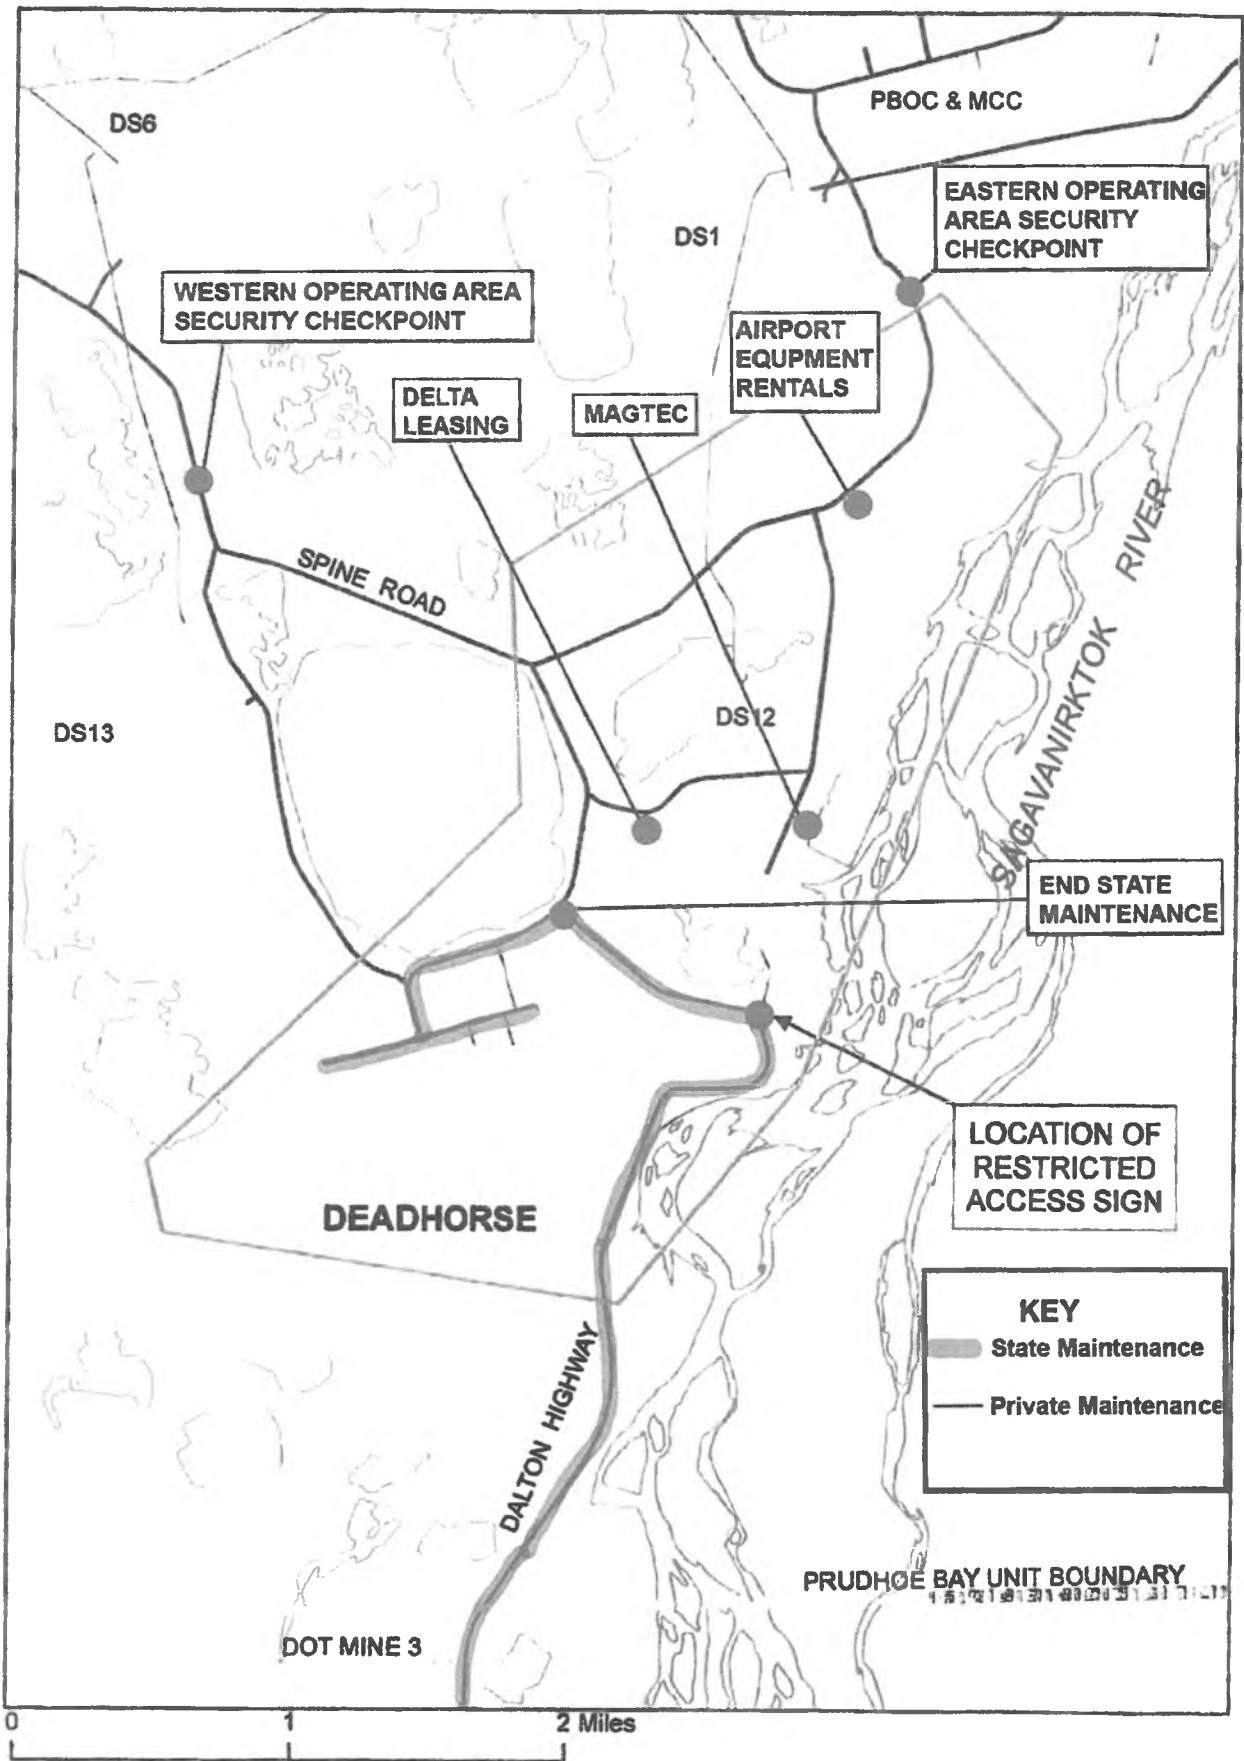 PBOC & MCC
DS6
EASTERN OPERATING
AREA SECURITY
CHECKPOINT
DS1
WESTERN OPERATING AREA
SECURITY CHECKPOINT
AIRPORT
EQUPMENT
RENTALS
DELTA
LEASING
MAGTEC
SPINE ROAD
SAGAVANIRKTOK RIVER
DS12
DS13
END STATE
MAINTENANCE
LOCATION OF
RESTRICTED
ACCESS SIGN
DEADHORSE
KEY
State Maintenance
Private Maintenance
DALTON HIGHWAY
PRUDHOE BAY UNIT BOUNDARY
DOT MINE 3
0 1 2 Miles